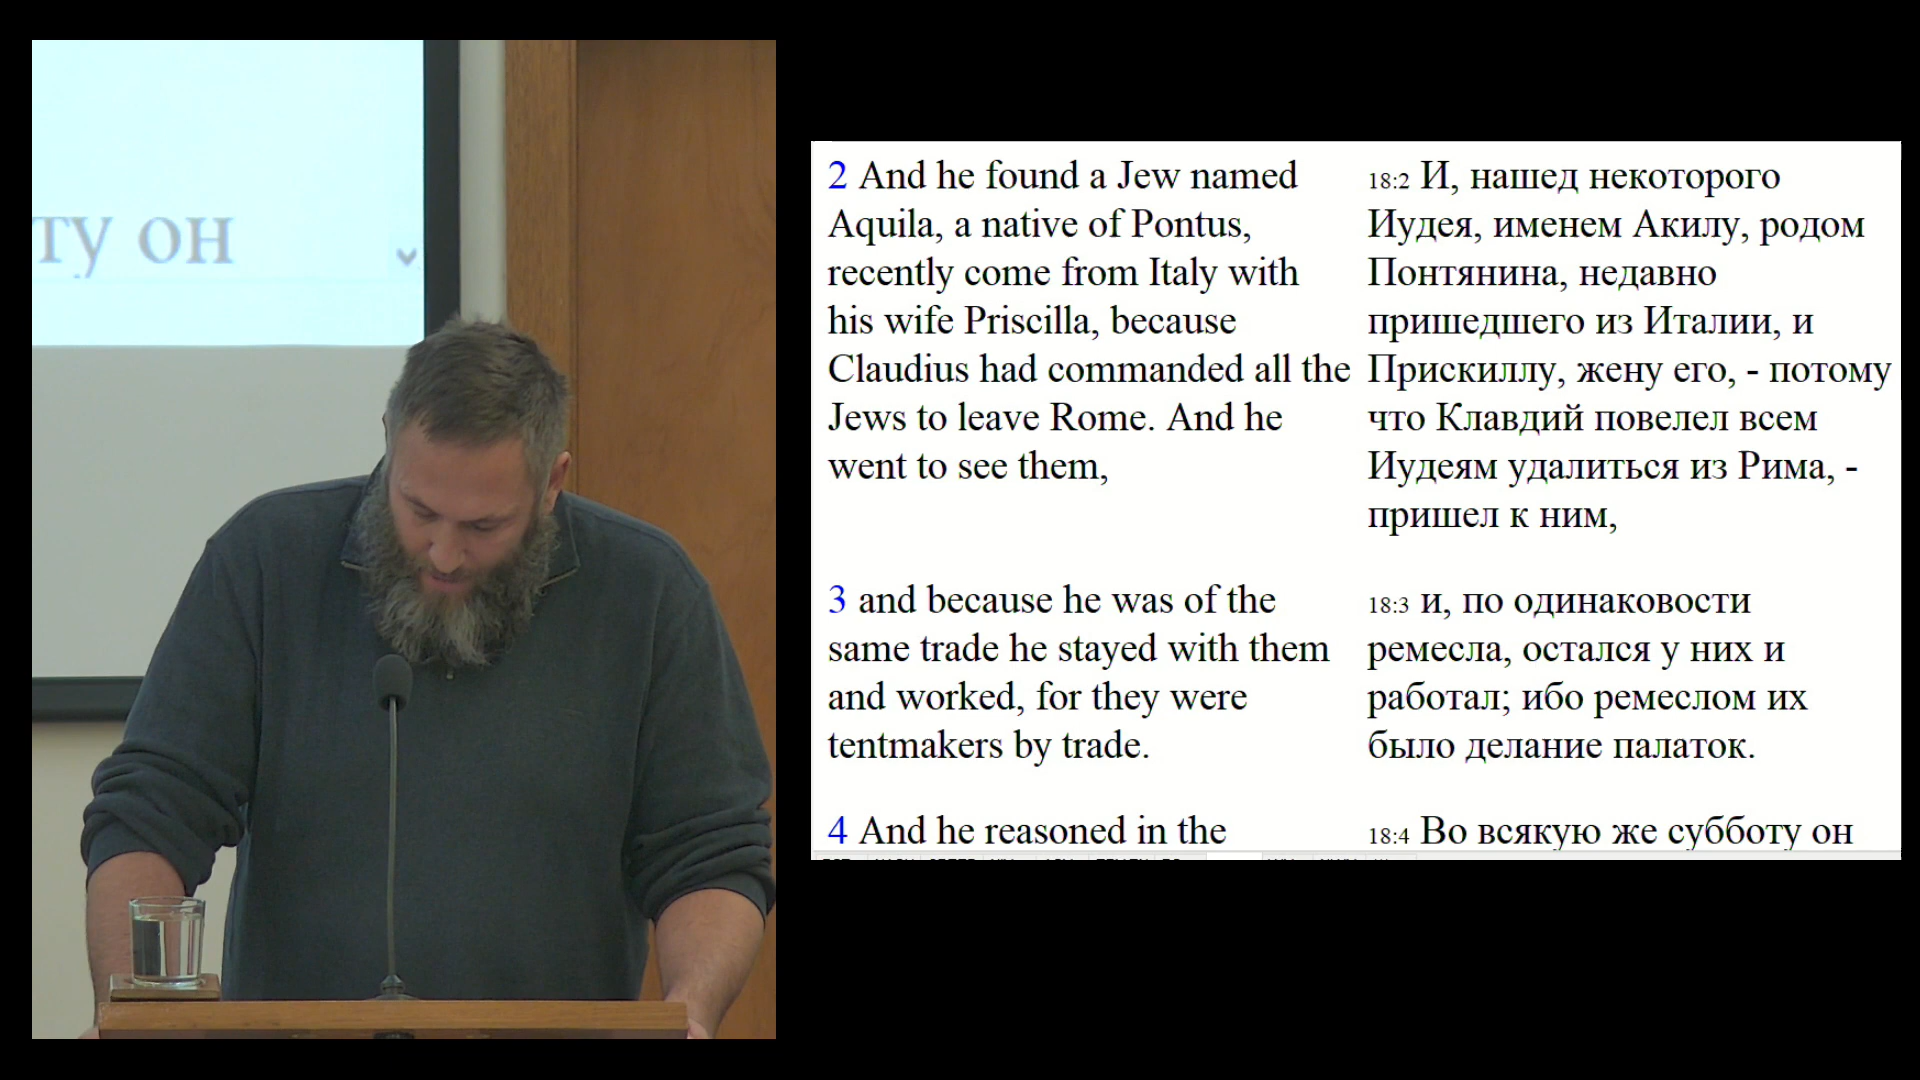 ту он
2 And he found a Jew named
Aquila, a native of Pontus,
recently come from Italy with
his wife Priscilla, because
Claudius had commanded all the
Jews to leave Rome. And he
went to see them,
3 and because he was of the
same trade he stayed with them
and worked, for they were
tentmakers by trade.
4 And he reasoned in the
18:2 И, нашед некоторого
Иудея, именем Акилу, родом
Понтянина, недавно
пришедшего из Италии, и
Прискиллу, жену его, - потому
что Клавдий повелел всем
Иудеям удалиться из Рима, -
пришел к ним,
18:3 и, по одинаковости
ремесла, остался у них и
работал; ибо ремеслом их
было делание палаток.
18:4 Во всякую же субботу он